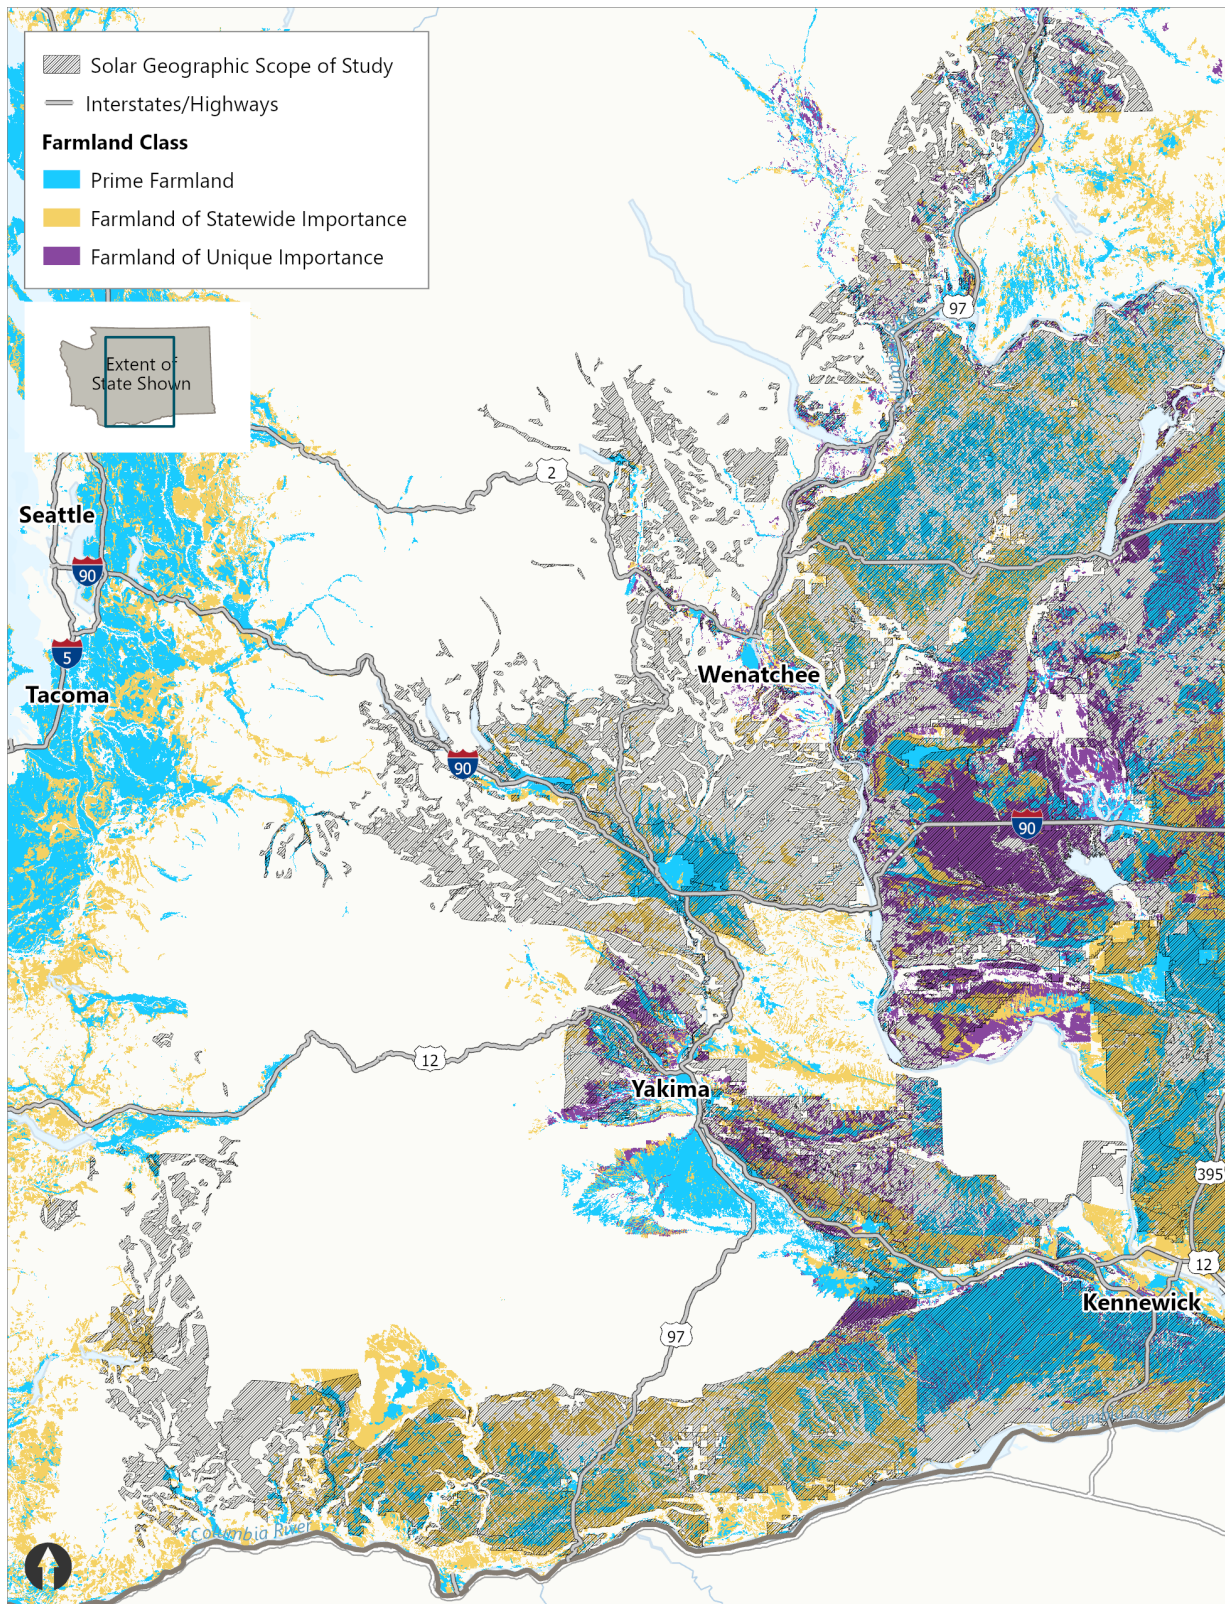 Solar Geographic Scope of Study
Interstates/Highways
Farmland Class
Prime Farmland
Farmland of Statewide Importance
Farmland of Unique Importance
97
Extent of
State Shown
2
Seattle
90
5
Wenatchee
Tacoma
90
90
12
Yakima
395
12
Kennewick
97
Columbia River
Columbia River